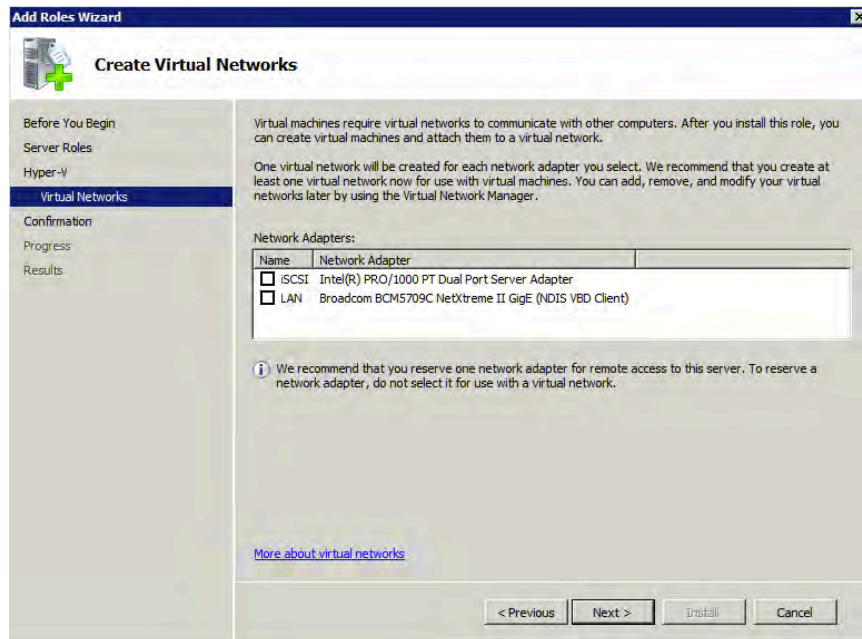 Add Roles Wizard
Create Virtual Networks
Before You Begin
Server Roles
Hyper-V
Virtual Networks
Confirmation
Progress
Results
Virtual machines require virtual networks to communicate with other computers. After you install this role, you
can create virtual machines and attach them to a virtual network.
One virtual network will be created for each network adapter you select. We recommend that you create at
least one virtual network now for use with virtual machines. You can add, remove, and modify your virtual
networks later by using the Virtual Network Manager.
Network Adapters:
Name Network Adapter
iSCSI Intel(R) PRO/1000 PT Dual Port Server Adapter
LAN Broadcom BCM5709C NetXtreme II GigE (NDIS VBD Client)
We recommend that you reserve one network adapter for remote access to this server. To reserve a
network adapter, do not select it for use with a virtual network.
More about virtual networks
< Previous Next > Install Cancel